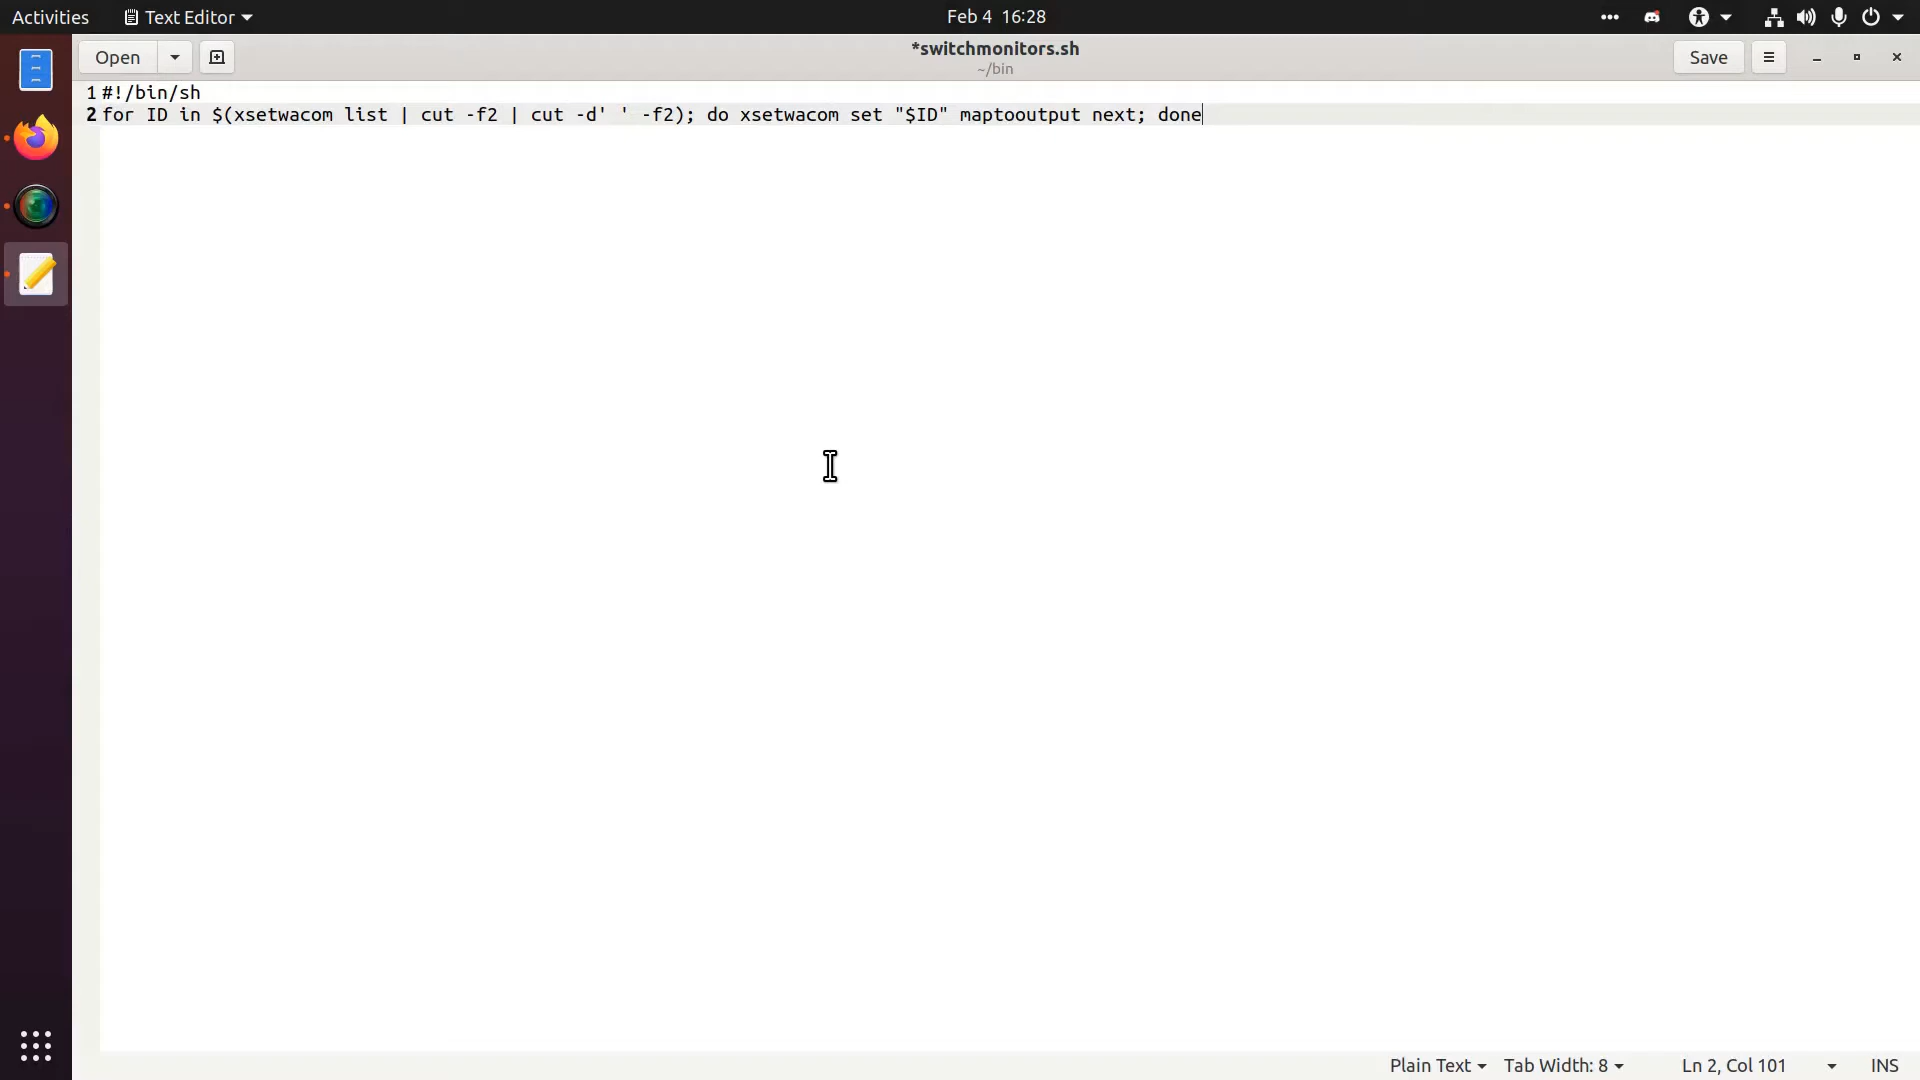 Activities Text Editor Feb 4 16:28
Open *switchmonitors.sh Save
~/bin
1 #!/bin/sh
2 for ID in $(xsetwacom list | cut -f2 | cut -d' ' -f2); do xsetwacom set "$ID" maptooutput next; done
Plain Text Tab Width: 8 Ln 2, Col 101 INS